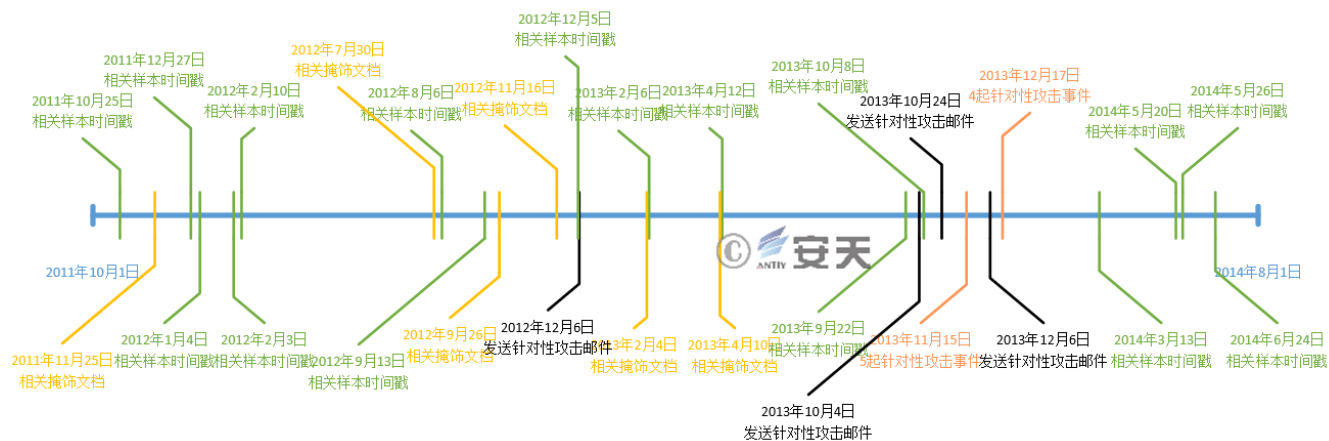 2011年10月25日
相关样本时间戳
2011年12月27日
相关样本时间戳
2012年2月10日
相关样本时间戳
2012年7月30日
相关掩饰文档
2012年8月6日
相关样本时间戳
2012年11月16日
相关掩饰文档
2012年12月5日
相关样本时间戳
2013年2月6日
相关样本时间戳
2013年4月12日
相关样本时间戳
2013年10月8日
相关样本时间戳
2013年10月24日
发送针对性攻击邮件
2013年12月17日
4起针对性攻击事件
2014年5月20日
相关样本时间戳
2014年5月26日
相关样本时间戳
2011年10月1日
2014年8月1日
© ANTIY 安天
2011年11月25日
相关掩饰文档
2012年1月4日
相关样本时间戳
2012年2月3日
相关样本时间戳
2012年9月13日
相关样本时间戳
2012年9月26日
相关掩饰文档
2012年12月6日
发送针对性攻击邮件
2013年2月4日
相关掩饰文档
2013年4月10日
相关掩饰文档
2013年9月22日
相关样本时间戳
2013年10月4日
发送针对性攻击邮件
2013年11月15日
5起针对性攻击事件
2013年12月6日
发送针对性攻击邮件
2014年3月13日
相关样本时间戳
2014年6月24日
相关样本时间戳